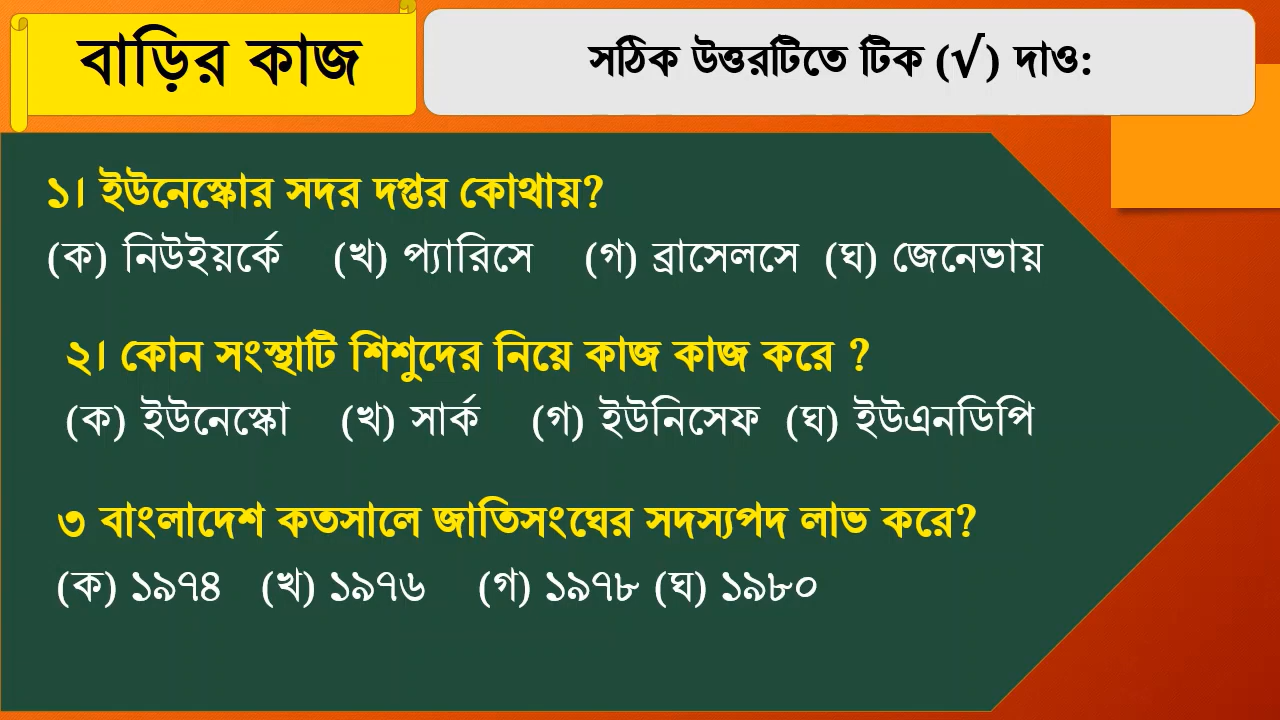 বাড়ির কাজ
সঠিক উত্তরটিতে টিক (√) দাও:
১। ইউনেস্কোর সদর দপ্তর কোথায়?
(ক) নিউইয়র্কে (খ) প্যারিসে (গ) ব্রাসেলসে (ঘ) জেনেভায়
২। কোন সংস্থাটি শিশুদের নিয়ে কাজ কাজ করে ?
(ক) ইউনেস্কো (খ) সার্ক (গ) ইউনিসেফ (ঘ) ইউএনডিপি
৩ বাংলাদেশ কতসালে জাতিসংঘের সদস্যপদ লাভ করে?
(ক) ১৯৭৪ (খ) ১৯৭৬ (গ) ১৯৭৮ (ঘ) ১৯৮০